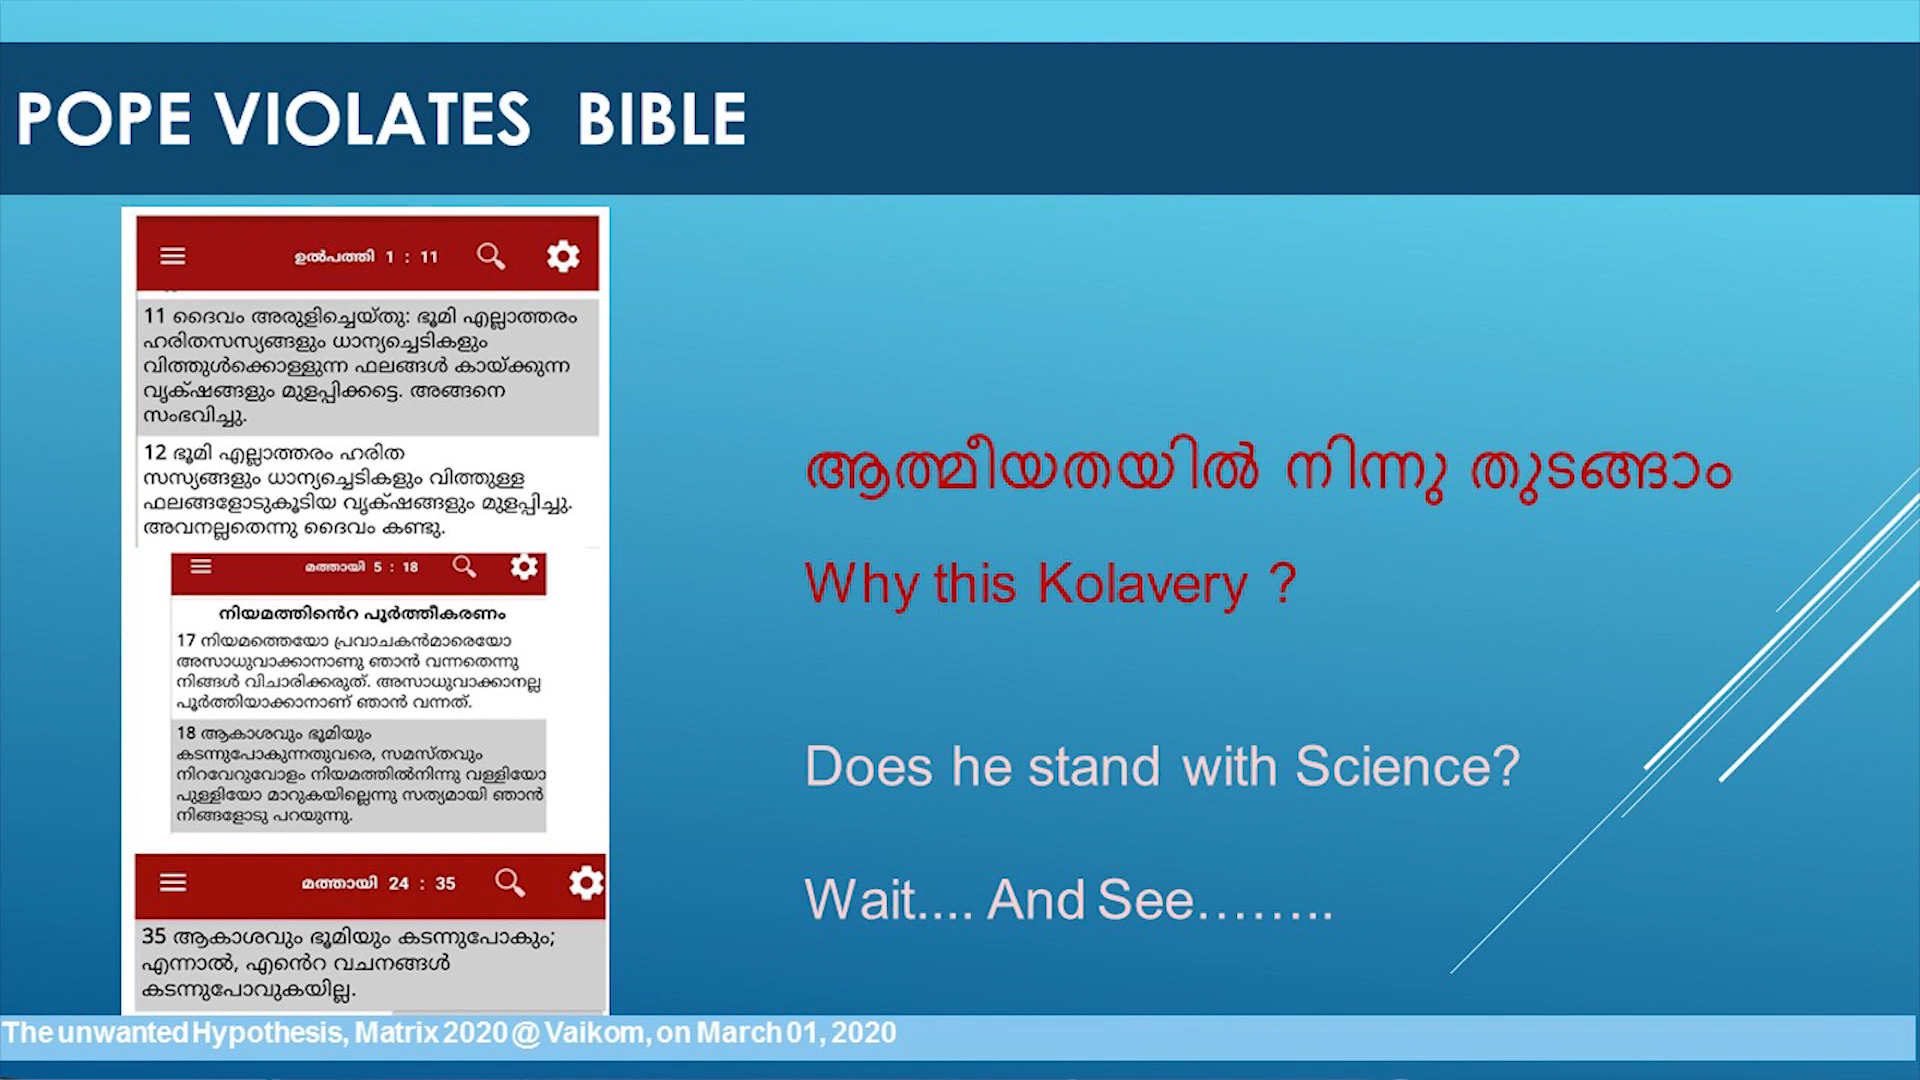 POPE VIOLATES BIBLE
ഉൽപത്തി 1 : 11
11 ദൈവം അരുളിച്ചെയ്തു: ഭൂമി എല്ലാത്തരം
ഹരിതസസ്യങ്ങളും ധാന്യച്ചെടികളും
വിത്തുൾക്കൊള്ളുന്ന ഫലങ്ങൾ കായ്ക്കുന്ന
വൃക്ഷങ്ങളും മുളപ്പിക്കട്ടെ. അങ്ങനെ
സംഭവിച്ചു.
12 ഭൂമി എല്ലാത്തരം ഹരിത
സസ്യങ്ങളും ധാന്യച്ചെടികളും വിത്തുള്ള
ഫലങ്ങളോടുകൂടിയ വൃക്ഷങ്ങളും മുളപ്പിച്ചു.
അവനല്ലതെന്നു ദൈവം കണ്ടു.
മത്തായി 5 : 18
നിയമത്തിൻെറ പൂർത്തീകരണം
17 നിയമത്തെയോ പ്രവാചകൻമാരെയോ
അസാധുവാക്കാനാണു ഞാൻ വന്നതെന്നു
നിങ്ങൾ വിചാരിക്കരുത്. അസാധുവാക്കാനല്ല
പൂർത്തിയാക്കാനാണ് ഞാൻ വന്നത്.
18 ആകാശവും ഭൂമിയും
കടന്നുപോകുന്നതുവരെ, സമസ്തവും
നിറവേറുവോളം നിയമത്തിൽനിന്നു വള്ളിയോ
പുള്ളിയോ മാറുകയില്ലെന്നു സത്യമായി ഞാൻ
നിങ്ങളോടു പറയുന്നു.
മത്തായി 24 : 35
35 ആകാശവും ഭൂമിയും കടന്നുപോകും;
എന്നാൽ, എൻെറ വചനങ്ങൾ
കടന്നുപോവുകയില്ല.
ആത്മീയതയിൽ നിന്നു തുടങ്ങാം
Why this Kolavery ?
Does he stand with Science?
Wait.... And See........
The unwanted Hypothesis, Matrix 2020 @ Vaikom, on March 01, 2020